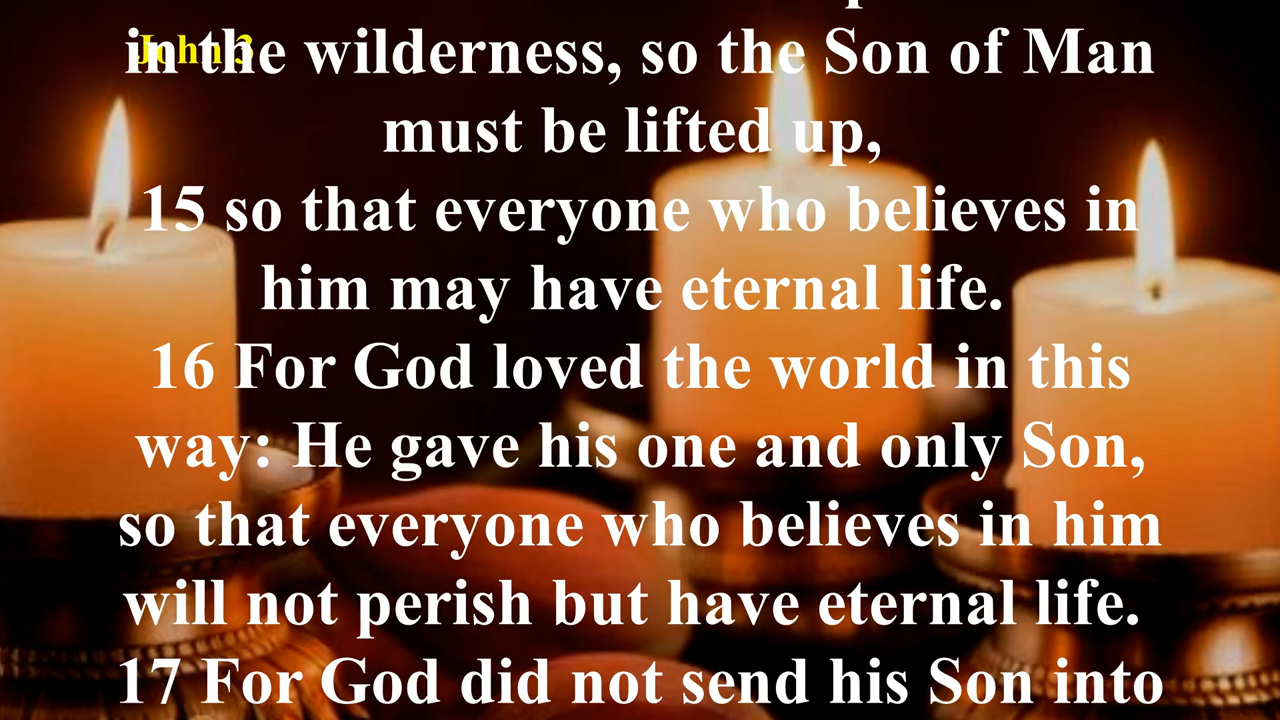 John 3
in the wilderness, so the Son of Man
must be lifted up,
15 so that everyone who believes in
him may have eternal life.
16 For God loved the world in this
way: He gave his one and only Son,
so that everyone who believes in him
will not perish but have eternal life.
17 For God did not send his Son into